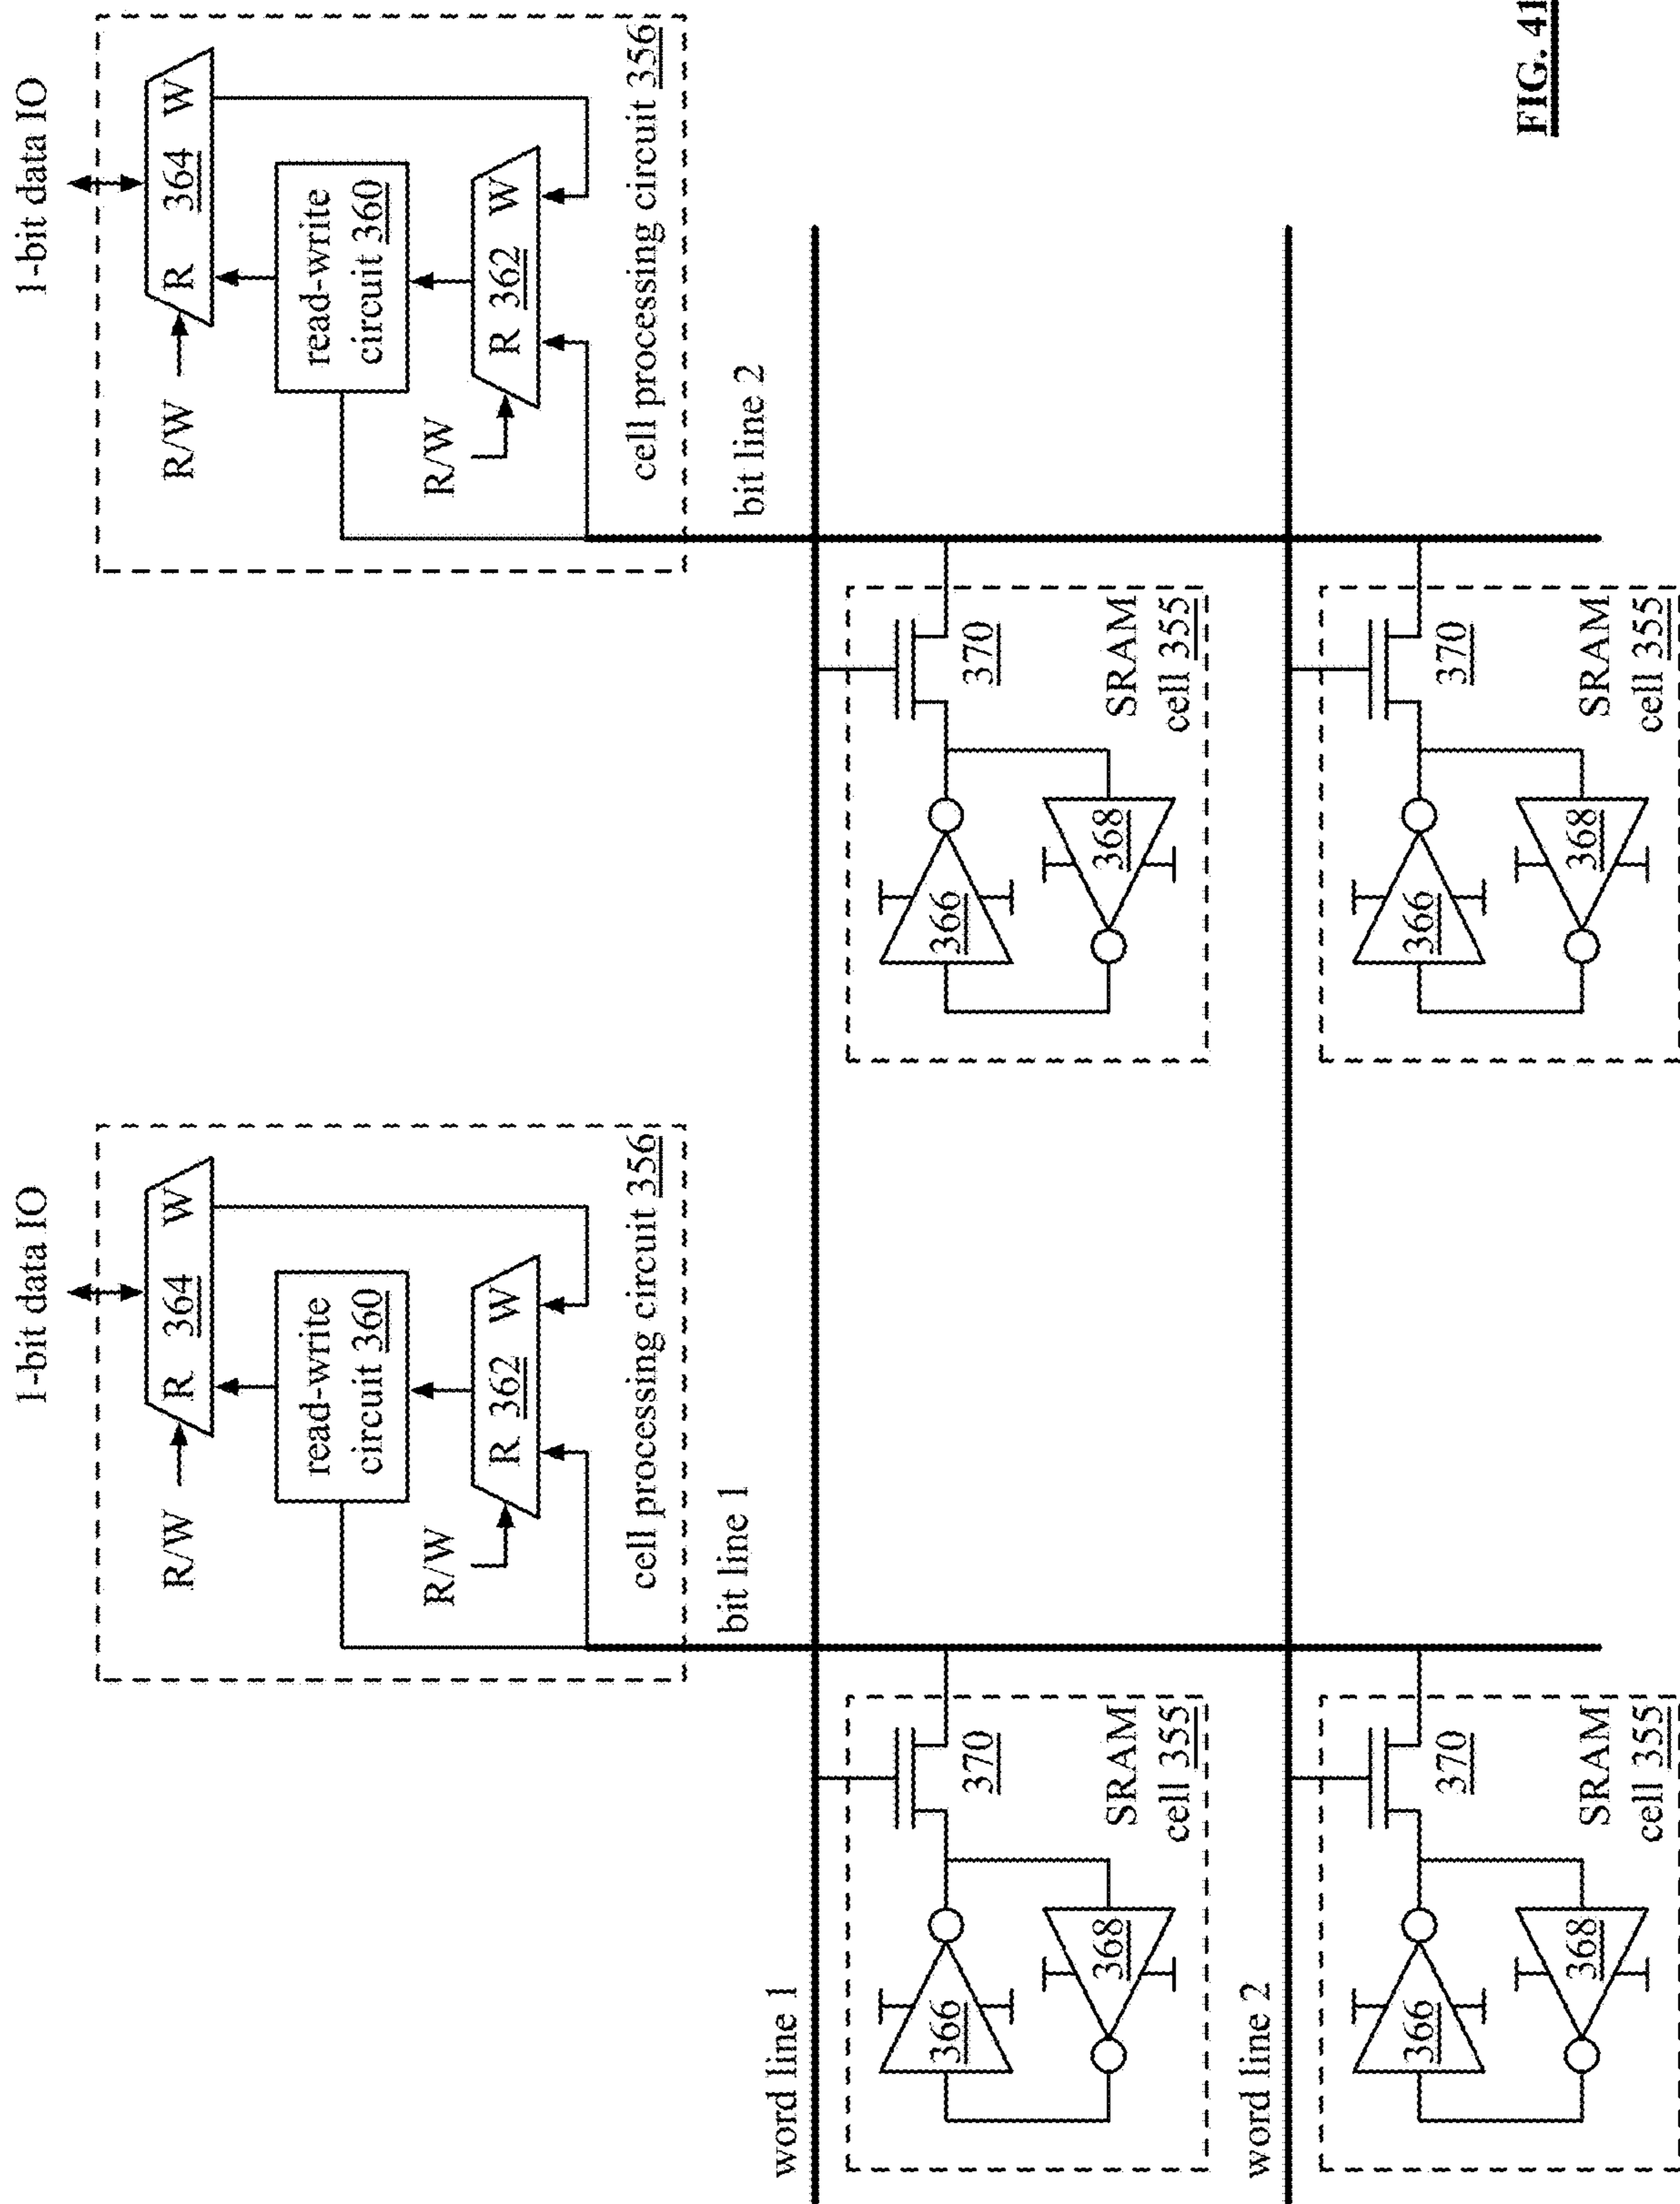 1-bit data IO
1-bit data IO
R/W
R 364 W
R/W
R 364 W
read-write
circuit 360
read-write
circuit 360
R/W
R 362 W
R/W
R 362 W
cell processing circuit 356
cell processing circuit 356
bit line 1
bit line 2
word line 1
366
368
370
SRAM
cell 355
366
368
370
SRAM
cell 355
word line 2
366
368
370
SRAM
cell 355
366
368
370
SRAM
cell 355
FIG. 41